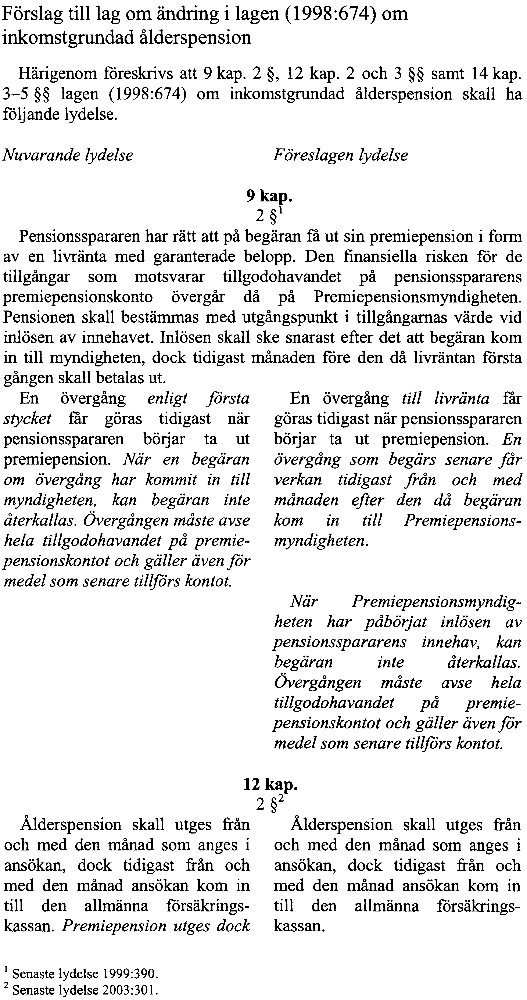 Förslag till lag om ändring i lagen (1998:674) om
inkomstgrundad ålderspension
Härigenom föreskrivs att 9 kap. 2 §, 12 kap. 2 och 3 §§ samt 14 kap.
3–5 §§ lagen (1998:674) om inkomstgrundad ålderspension skall ha
följande lydelse.
Nuvarande lydelse
Föreslagen lydelse
9 kap.
2 §¹
Pensionsspararen har rätt att på begäran få ut sin premiepension i form
av en livränta med garanterade belopp. Den finansiella risken för de
tillgångar som motsvarar tillgodohavandet på pensionsspararens
premiepensionskonto övergår då på Premiepensionsmyndigheten.
Pensionen skall bestämmas med utgångspunkt i tillgångarnas värde vid
inlösen av innehavet. Inlösen skall ske snarast efter det att begäran kom
in till myndigheten, dock tidigast månaden före den då livräntan första
gången skall betalas ut.
En övergång enligt första
stycket får göras tidigast när
pensionsspararen börjar ta ut
premiepension. När en begäran
om övergång har kommit in till
myndigheten, kan begäran inte
återkallas. Övergången måste avse
hela tillgodohavandet på premie-
pensionskontot och gäller även för
medel som senare tillförs kontot.
En övergång till livränta får
göras tidigast när pensionsspararen
börjar ta ut premiepension. En
övergång som begärs senare får
verkan tidigast från och med
månaden efter den då begäran
kom in till Premiepensions-
myndigheten.
När Premiepensionsmyndig-
heten har påbörjat inlösen av
pensionsspararens innehav, kan
begäran inte återkallas.
Övergången måste avse hela
tillgodohavandet på premie-
pensionskontot och gäller även för
medel som senare tillförs kontot.
12 kap.
2 §²
Ålderspension skall utges från
och med den månad som anges i
ansökan, dock tidigast från och
med den månad ansökan kom in
till den allmänna försäkrings-
kassan. Premiepension utges dock
Ålderspension skall utges från
och med den månad som anges i
ansökan, dock tidigast från och
med den månad ansökan kom in
till den allmänna försäkrings-
kassan.
¹ Senaste lydelse 1999:390.
² Senaste lydelse 2003:301.